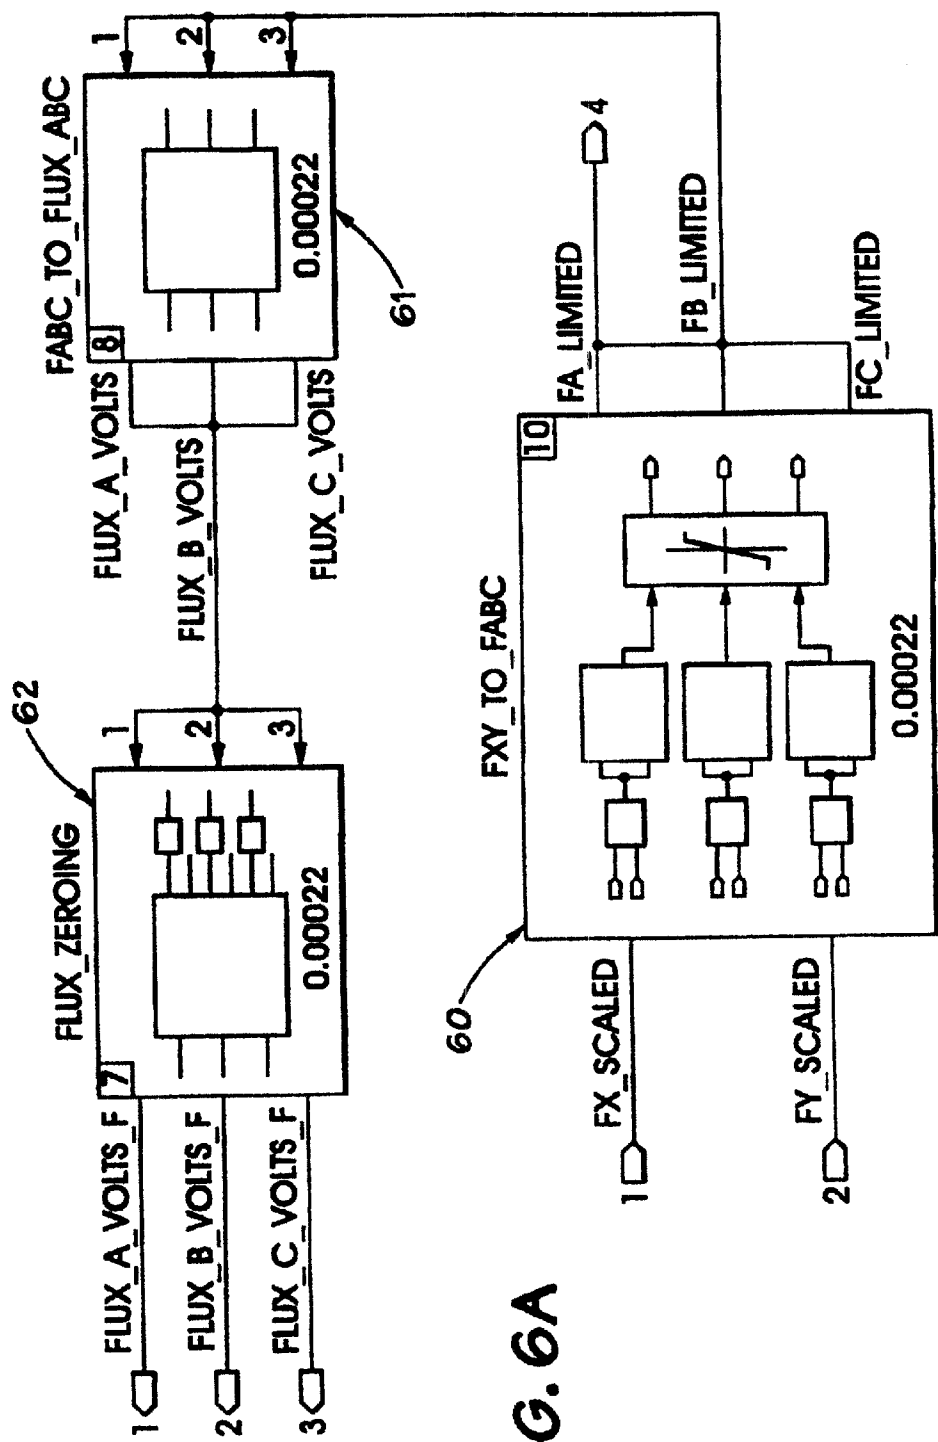 FLUX_A_VOLTS_F
FLUX_B_VOLTS_F
FLUX_C_VOLTS_F
1
2
3
FLUX_ZEROING
62
7
0.00022
1
2
3
FLUX_A_VOLTS
FLUX_B_VOLTS
FLUX_C_VOLTS
FABC_TO_FLUX_ABC
8
0.00022
61
1
2
3
1
FX_SCALED
2
FY_SCALED
60
FXY_TO_FABC
10
0.00022
FA_LIMITED
FB_LIMITED
FC_LIMITED
4
G. 6A